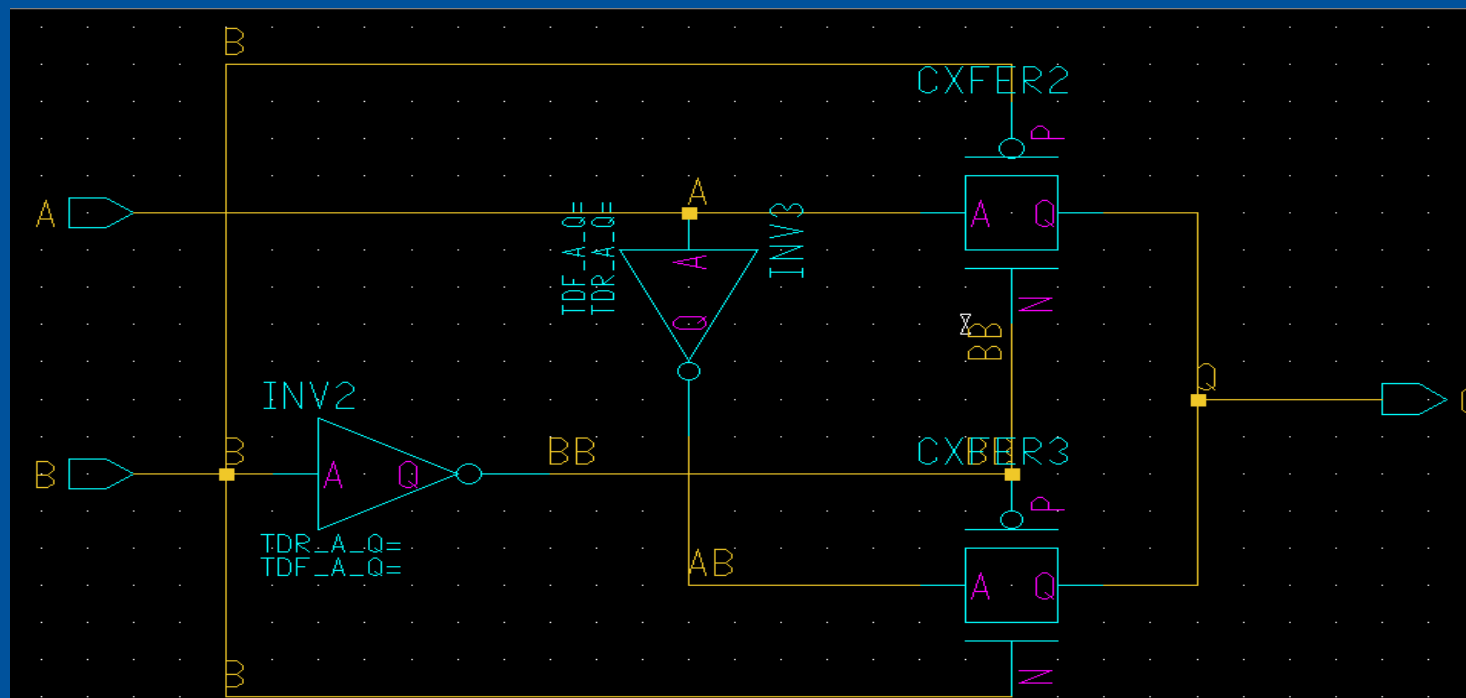 B
CXFER2
P
A
A
A
Q
TDF_A_Q=
TDR_A_Q=
A
Q
INV3
N
BB
Q
INV2
B
B
A
Q
BB
CXFER3
P
TDR_A_Q=
TDF_A_Q=
AB
A
Q
B
N